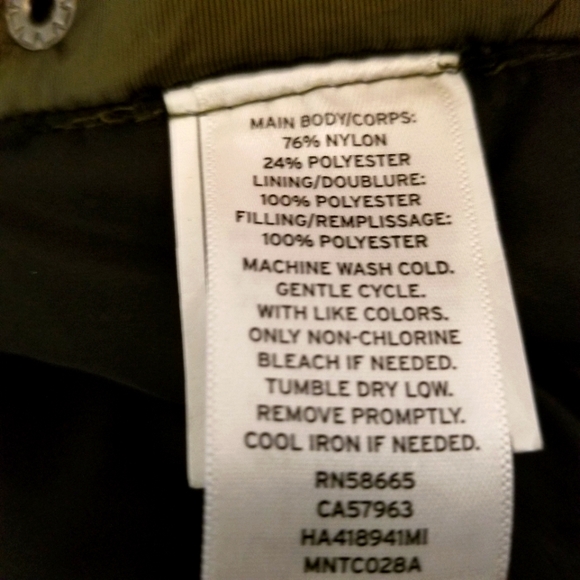 MAIN BODY/CORPS:
76% NYLON
24% POLYESTER
LINING/DOUBLURE:
100% POLYESTER
FILLING/REMPLISSAGE:
100% POLYESTER
MACHINE WASH COLD.
GENTLE CYCLE.
WITH LIKE COLORS.
ONLY NON-CHLORINE
BLEACH IF NEEDED.
TUMBLE DRY LOW.
REMOVE PROMPTLY.
COOL IRON IF NEEDED.
RN58665
CA57963
HA418941MI
MNTC028A